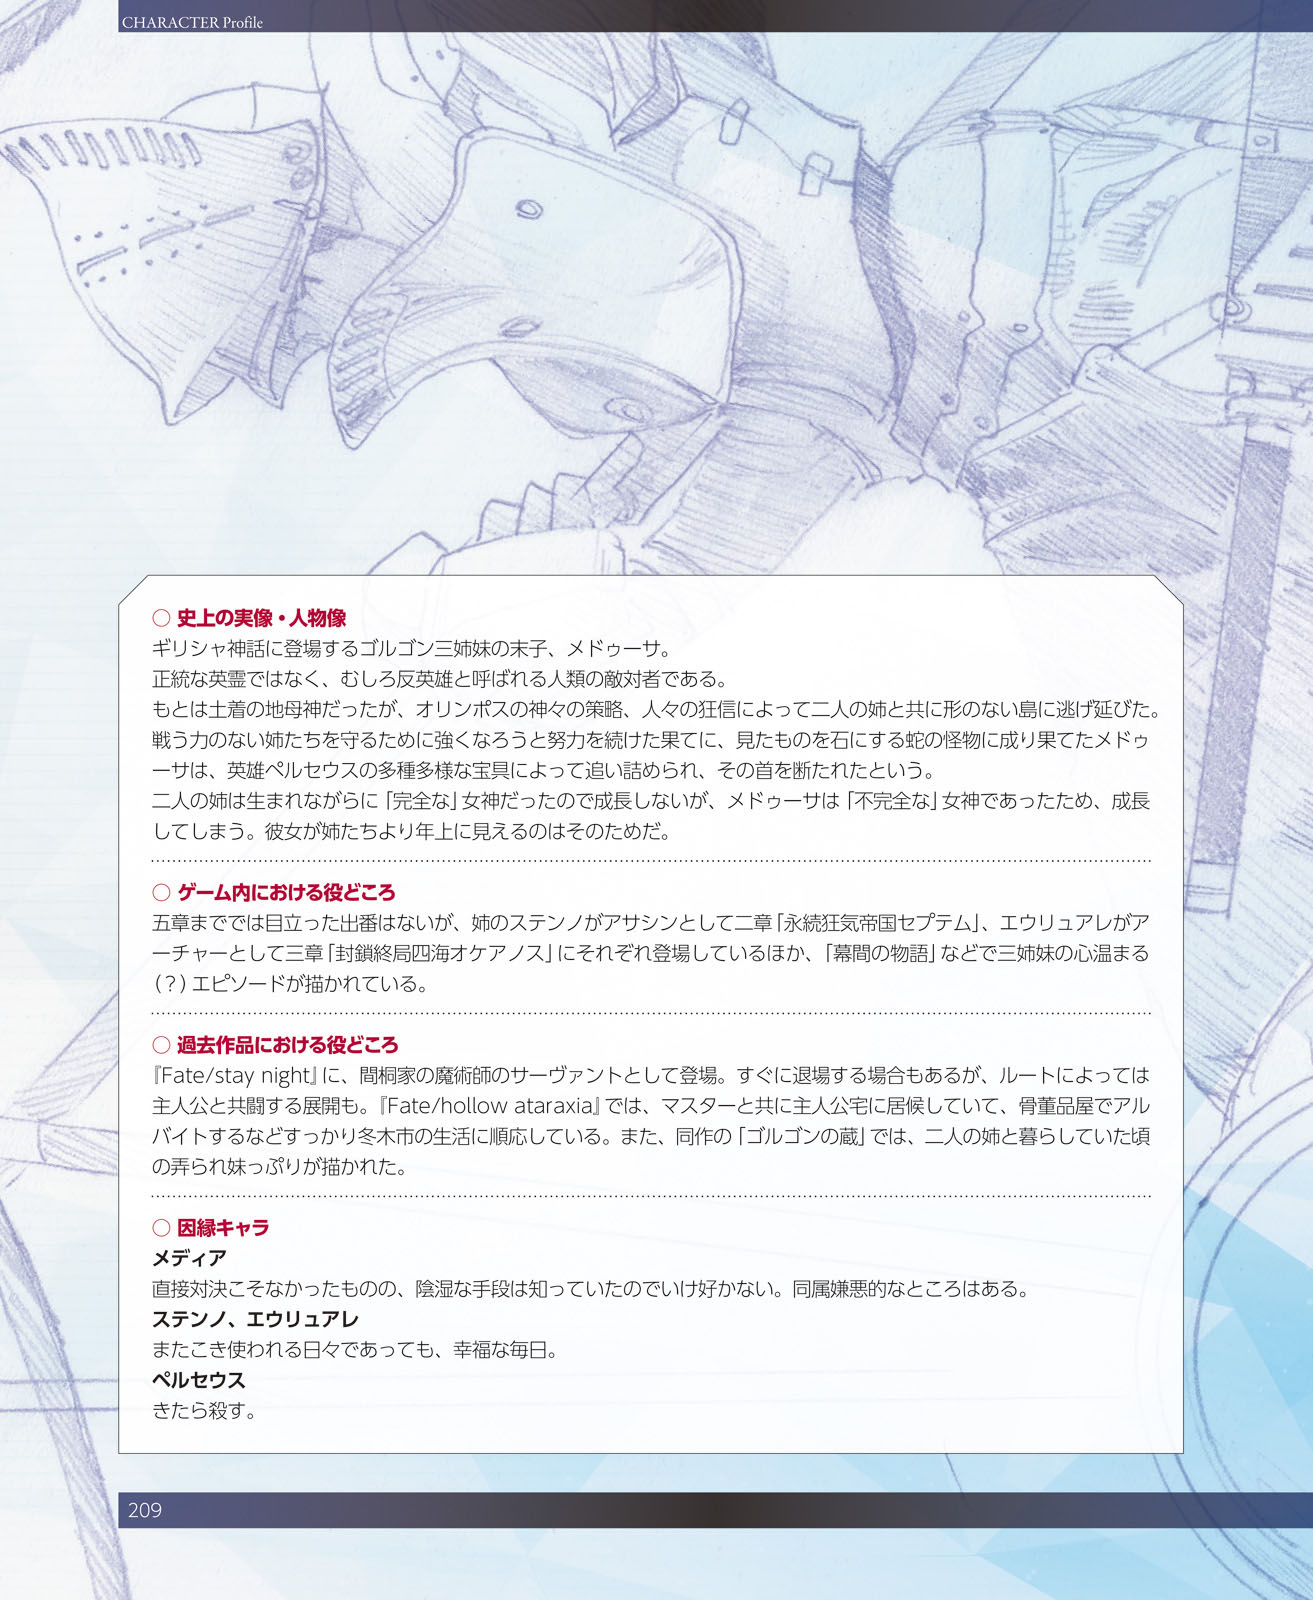 CHARACTER Profile
○ 史上の実像・人物像
ギリシャ神話に登場するゴルゴン三姉妹の末子、メドゥーサ。
正統な英霊ではなく、むしろ反英雄と呼ばれる人類の敵対者である。
もとは土着の地母神だったが、オリンポスの神々の策略、人々の狂信によって二人の姉と共に形のない島に逃げ延びた。
戦う力のない姉たちを守るために強くなろうと努力を続けた果てに、見たものを石にする蛇の怪物に成り果てたメドゥ
ーサは、英雄ペルセウスの多種多様な宝具によって追い詰められ、その首を断たれたという。
二人の姉は生まれながらに「完全な」女神だったので成長しないが、メドゥーサは「不完全な」女神であったため、成長
してしまう。彼女が姉たちより年上に見えるのはそのためだ。
○ ゲーム内における役どころ
五章まででは目立った出番はないが、姉のステンノがアサシンとして二章「永続狂気帝国セプテム」、エウリュアレがア
ーチャーとして三章「封鎖終局四海オケアノス」にそれぞれ登場しているほか、「幕間の物語」などで三姉妹の心温まる
（？）エピソードが描かれている。
○ 過去作品における役どころ
『Fate/stay night』に、間桐家の魔術師のサーヴァントとして登場。すぐに退場する場合もあるが、ルートによっては
主人公と共闘する展開も。『Fate/hollow ataraxia』では、マスターと共に主人公宅に居候していて、骨董品屋でアル
バイトするなどすっかり冬木市の生活に順応している。また、同作の「ゴルゴンの蔵」では、二人の姉と暮らしていた頃
の弄られ妹っぷりが描かれた。
○ 因縁キャラ
メディア
直接対決こそなかったものの、陰湿な手段は知っていたのでいけ好かない。同属嫌悪的なところはある。
ステンノ、エウリュアレ
またこき使われる日々であっても、幸福な毎日。
ペルセウス
きたら殺す。
209